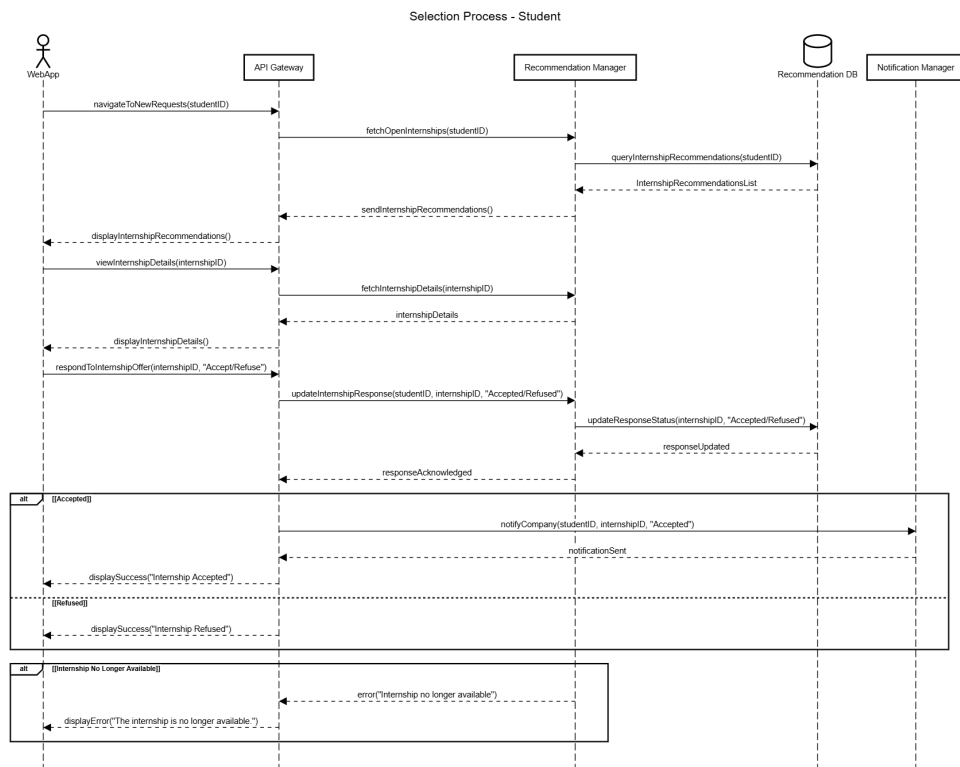 Selection Process - Student
WebApp
API Gateway
Recommendation Manager
Recommendation DB
Notification Manager
navigateToNewRequests(studentID)
fetchOpenInternships(studentID)
queryInternshipRecommendations(studentID)
InternshipRecommendationsList
sendInternshipRecommendations()
displayInternshipRecommendations()
viewInternshipDetails(internshipID)
fetchInternshipDetails(internshipID)
internshipDetails
displayInternshipDetails()
respondToInternshipOffer(internshipID, "Accept/Refuse")
updateInternshipResponse(studentID, internshipID, "Accepted/Refused")
updateResponseStatus(internshipID, "Accepted/Refused")
responseUpdated
responseAcknowledged
alt [[Accepted]]
notifyCompany(studentID, internshipID, "Accepted")
notificationSent
displaySuccess("Internship Accepted")
[[Refused]]
displaySuccess("Internship Refused")
alt [[Internship No Longer Available]]
error("Internship no longer available")
displayError("The internship is no longer available.")